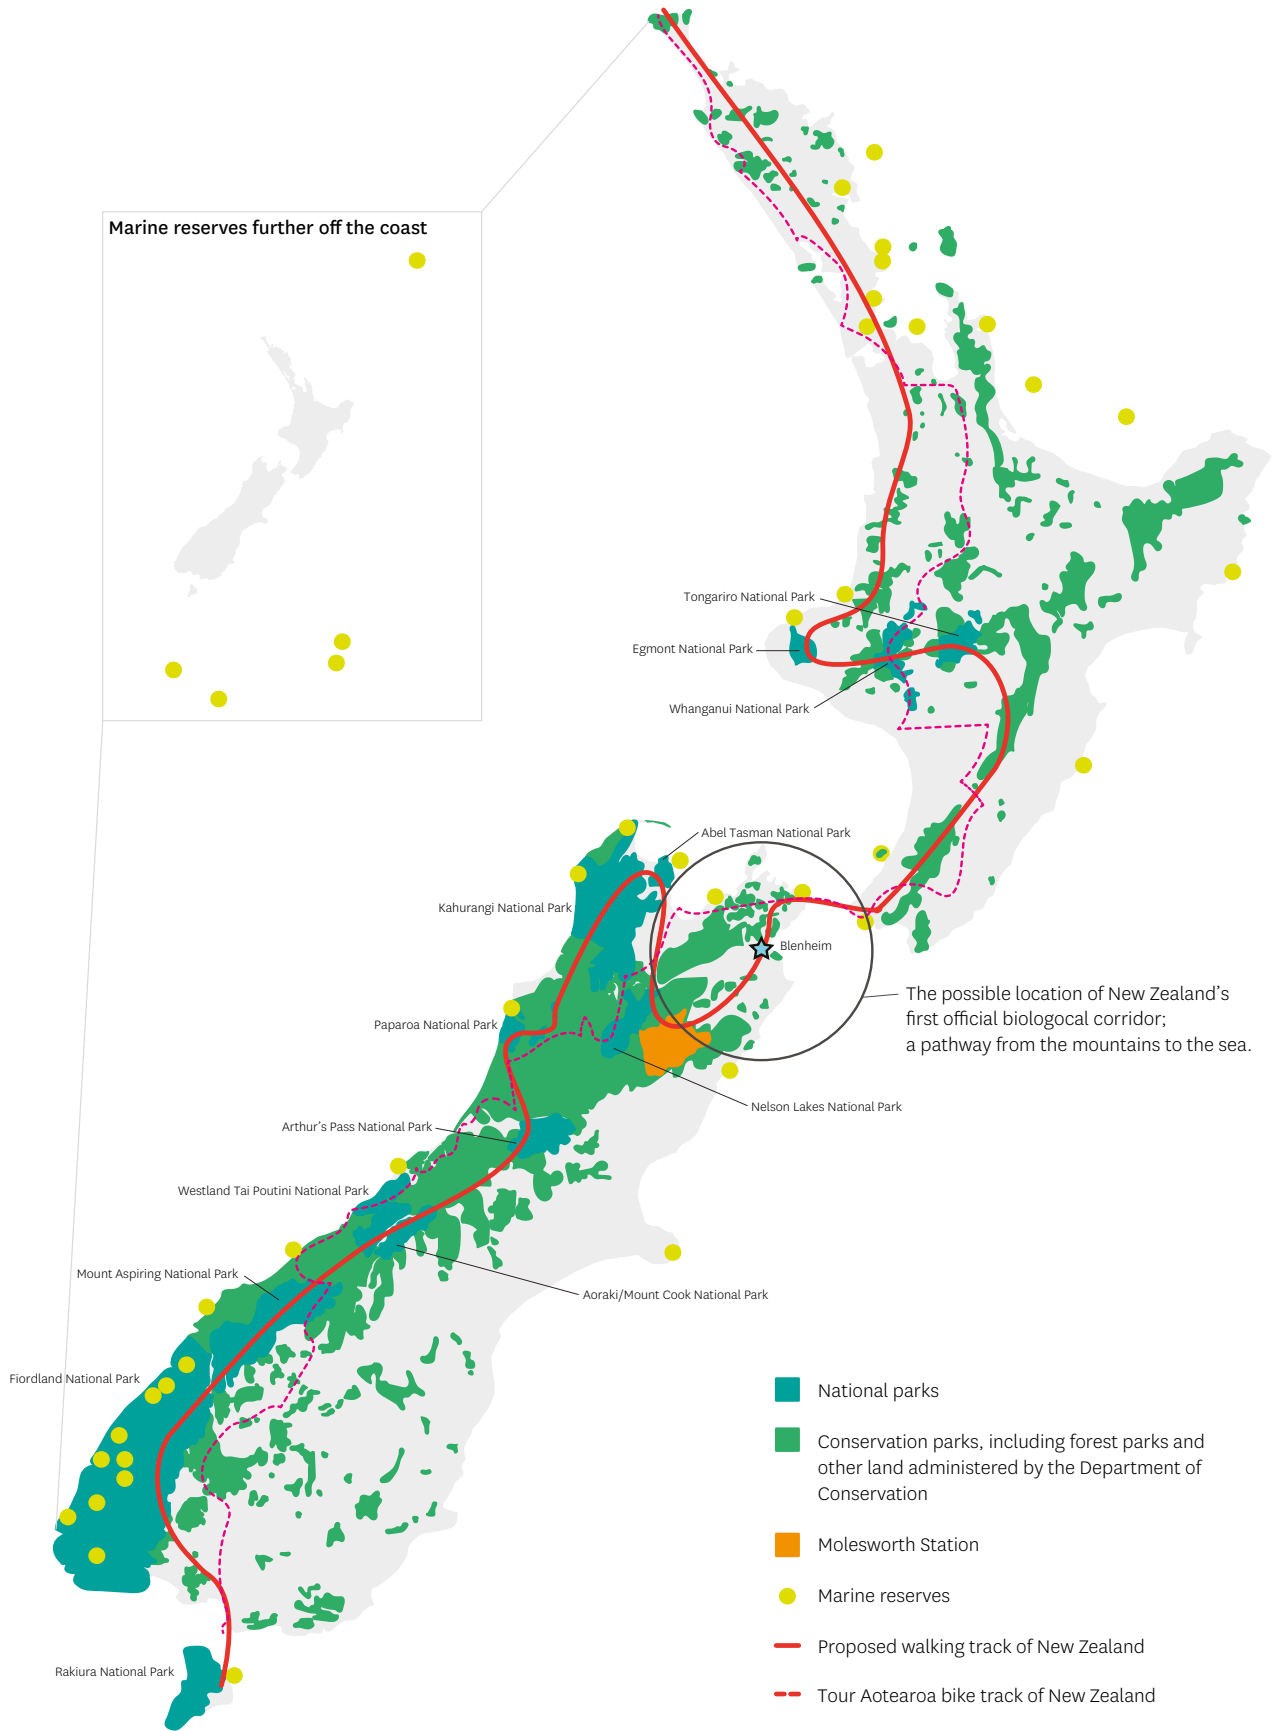 Marine reserves further off the coast
Tongariro National Park
Egmont National Park
Whanganui National Park
Abel Tasman National Park
Kahurangi National Park
Blenheim
The possible location of New Zealand's
first official biologocal corridor;
a pathway from the mountains to the sea.
Paparoa National Park
Nelson Lakes National Park
Arthur's Pass National Park
Westland Tai Poutini National Park
Mount Aspiring National Park
Aoraki/Mount Cook National Park
Fiordland National Park
National parks
Conservation parks, including forest parks and
other land administered by the Department of
Conservation
Molesworth Station
Marine reserves
Proposed walking track of New Zealand
Rakiura National Park
Tour Aotearoa bike track of New Zealand